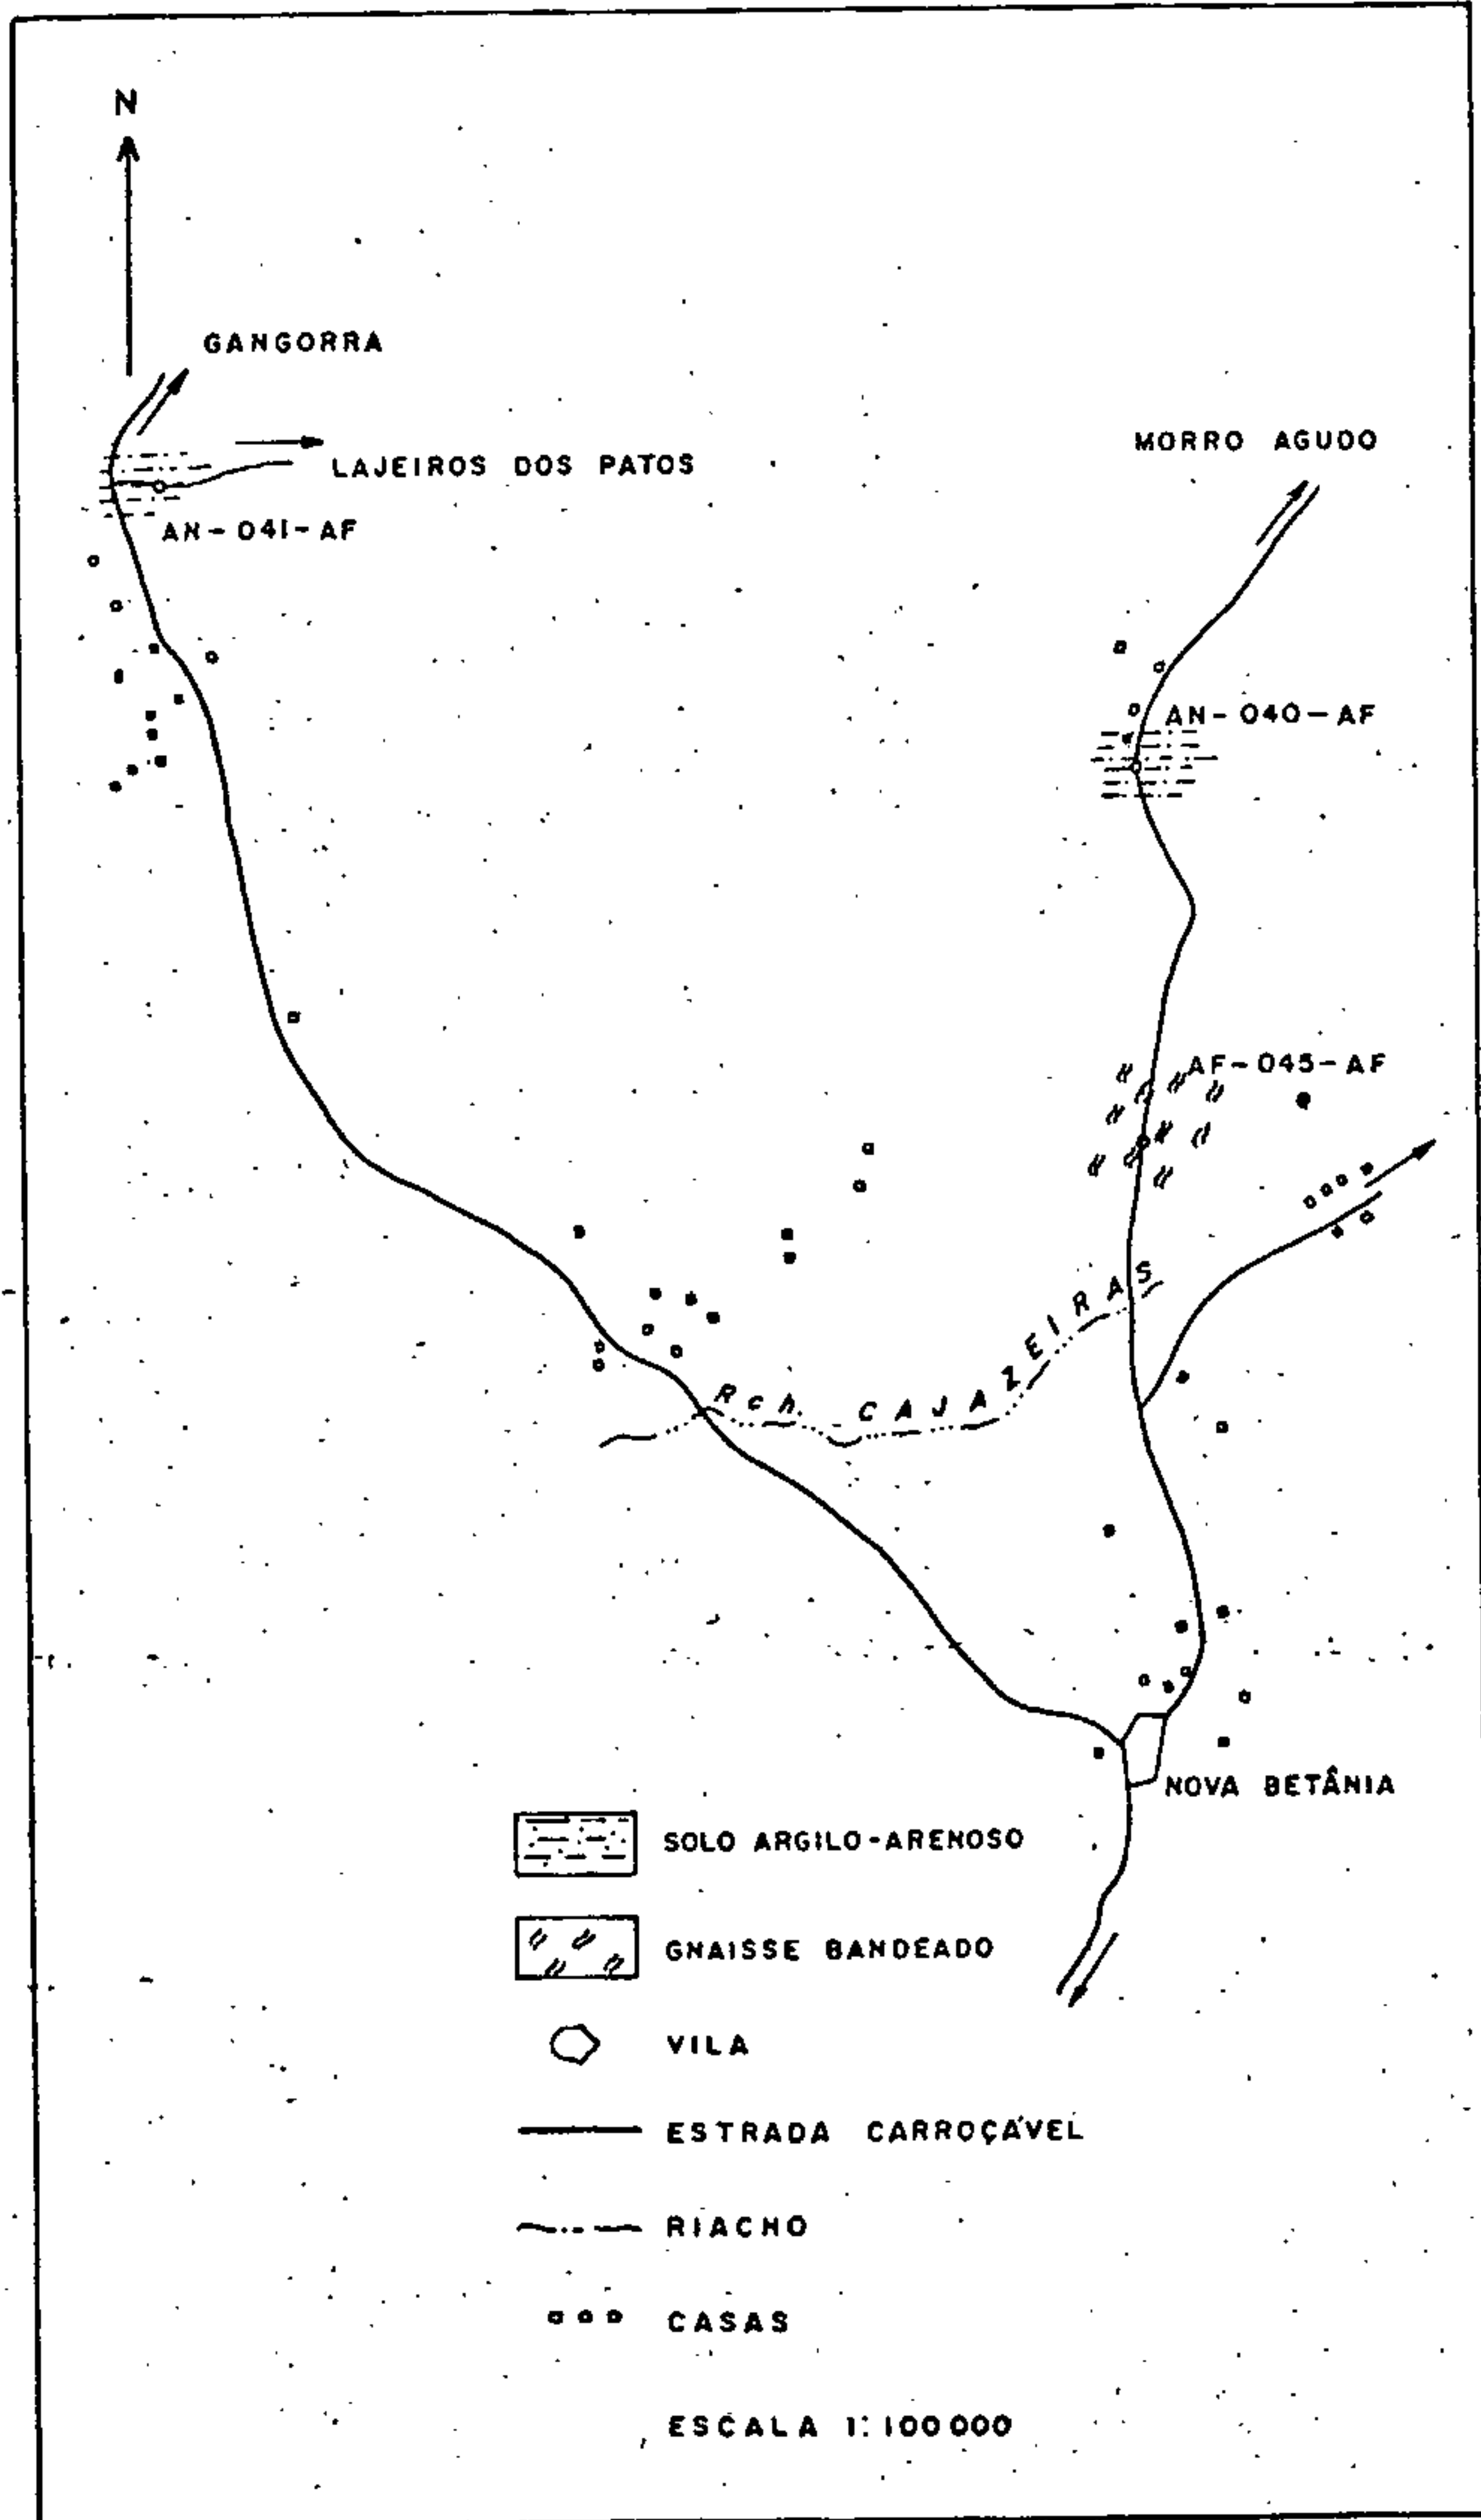 N
GANGORRA
MORRO AGUDO
LAJEIROS DOS PATOS
AN-041-AF
AN-040-AF
AF-045-AF
Rch. CAJAZEIRAS
NOVA BETÂNIA
SOLO ARGILO-ARENOSO
GNAISSE BANDEADO
VILA
ESTRADA CARROÇÁVEL
RIACHO
CASAS
ESCALA 1:100000